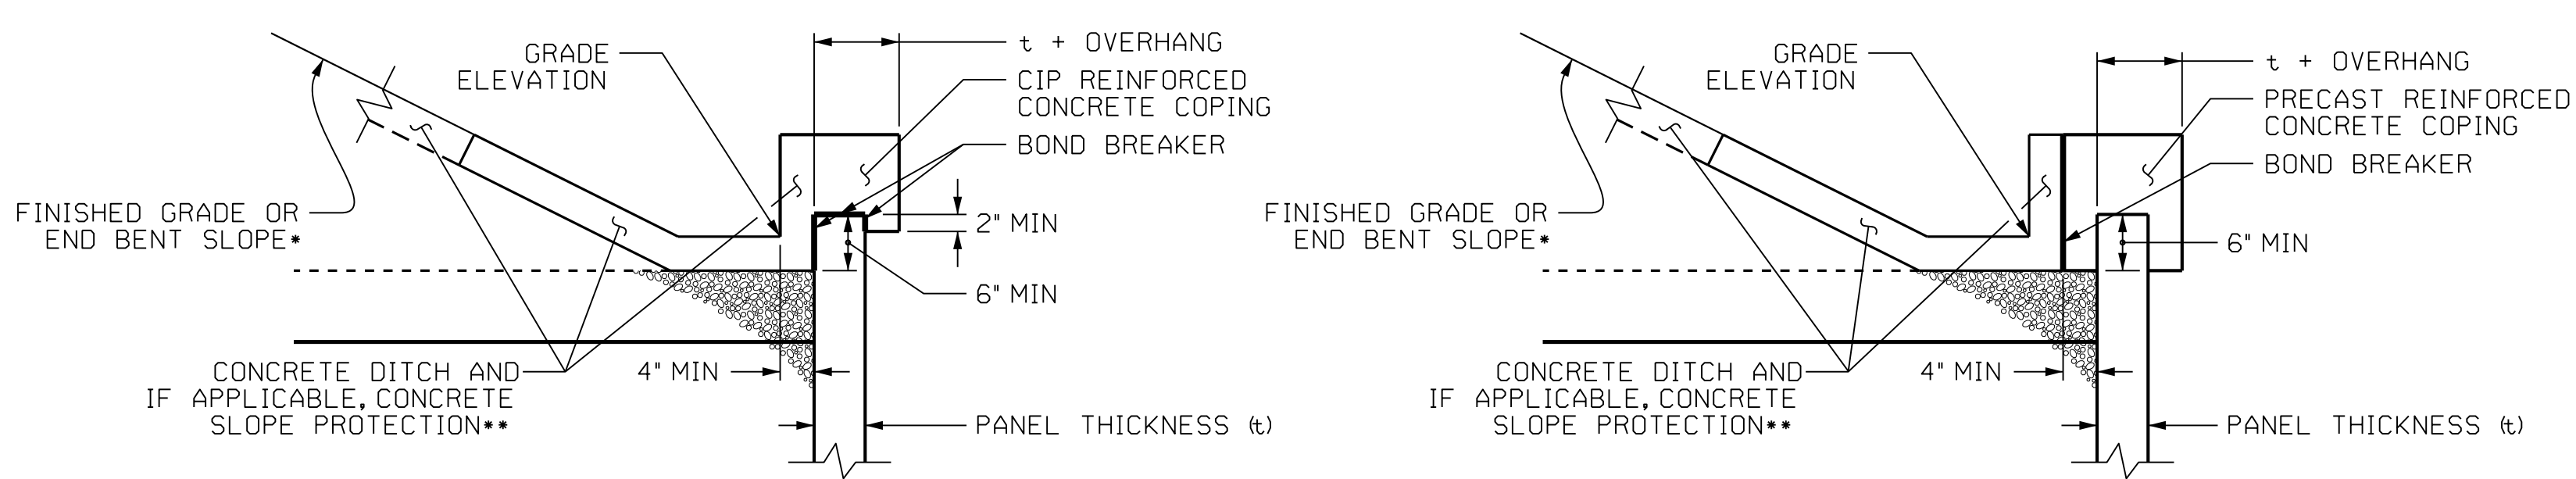 GRADE
ELEVATION
t + OVERHANG
CIP REINFORCED
CONCRETE COPING
BOND BREAKER
FINISHED GRADE OR
END BENT SLOPE*
2" MIN
6" MIN
CONCRETE DITCH AND
IF APPLICABLE, CONCRETE
SLOPE PROTECTION**
4" MIN
PANEL THICKNESS (t)
GRADE
ELEVATION
t + OVERHANG
PRECAST REINFORCED
CONCRETE COPING
BOND BREAKER
FINISHED GRADE OR
END BENT SLOPE*
6" MIN
CONCRETE DITCH AND
IF APPLICABLE, CONCRETE
SLOPE PROTECTION**
4" MIN
PANEL THICKNESS (t)